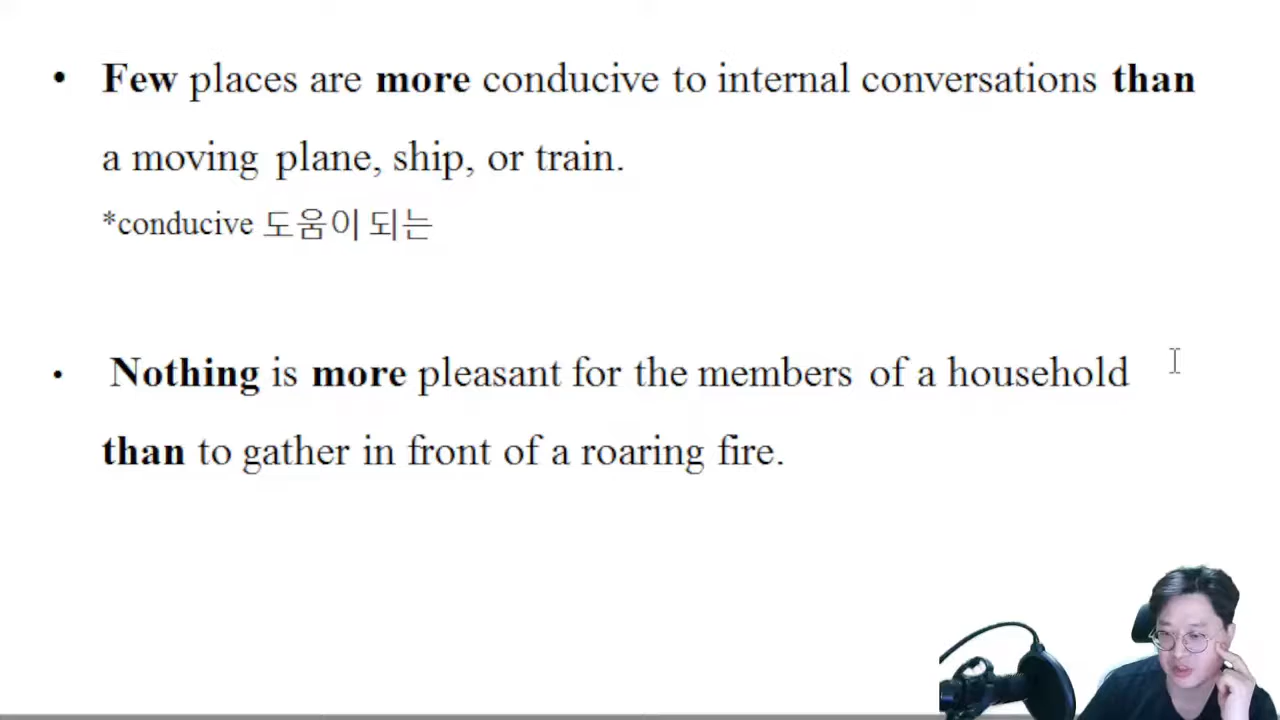 • Few places are more conducive to internal conversations than
a moving plane, ship, or train.
*conducive 도움이 되는
• Nothing is more pleasant for the members of a household
than to gather in front of a roaring fire.